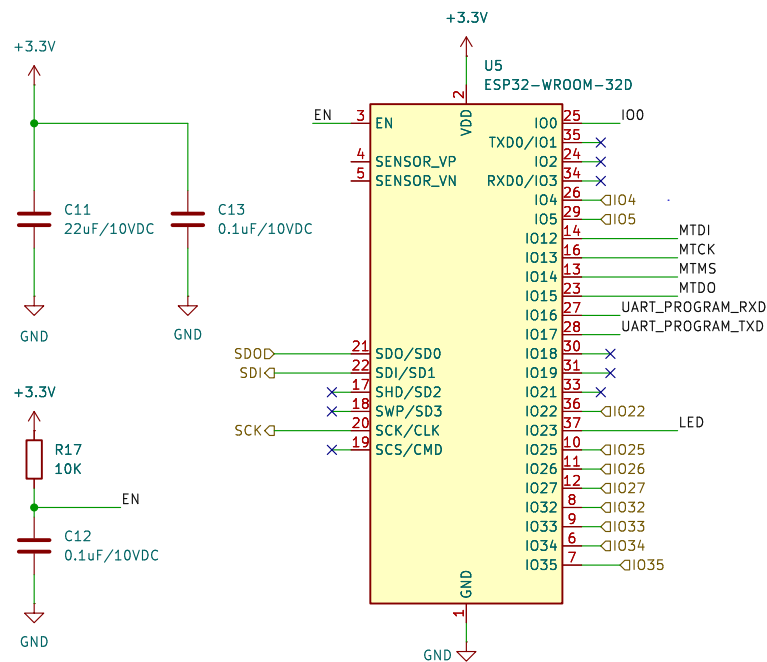 +3.3V
C11
22uF/10VDC
C13
0.1uF/10VDC
GND
GND
+3.3V
R17
10K
EN
C12
0.1uF/10VDC
GND
+3.3V
U5
ESP32-WROOM-32D
2
VDD
EN 3 EN
4 SENSOR_VP
5 SENSOR_VN
SDO 21 SDO/SD0
SDI 22 SDI/SD1
17 SHD/SD2
18 SWP/SD3
SCK 20 SCK/CLK
19 SCS/CMD
IO0 25 IO0
TXD0/IO1 35
IO2 24
RXD0/IO3 34
IO4 26 IO4
IO5 29 IO5
IO12 14 MTDI
IO13 16 MTCK
IO14 13 MTMS
IO15 23 MTDO
IO16 27 UART_PROGRAM_RXD
IO17 28 UART_PROGRAM_TXD
IO18 30
IO19 31
IO21 33
IO22 36 IO22
IO23 37 LED
IO25 10 IO25
IO26 11 IO26
IO27 12 IO27
IO32 8 IO32
IO33 9 IO33
IO34 6 IO34
IO35 7 IO35
GND
1
GND